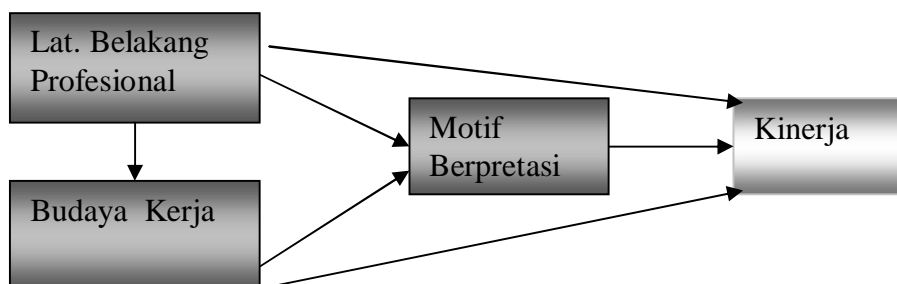 Lat. Belakang
Profesional
Motif
Berpretasi
Kinerja
Budaya Kerja